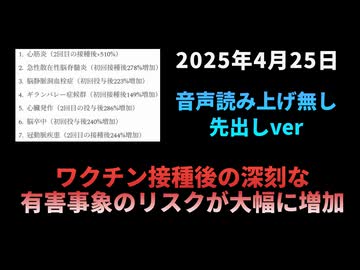 1. 心筋炎（2回目の接種後+510%）
2. 急性散在性脳脊髄炎（初回接種後278%増加）
3. 脳静脈洞血栓症（初回投与後223%増加）
4. ギランバレー症候群（初回接種後149%増加）
5. 心臓発作（2回目の投与後286%増加）
6. 脳卒中（初回投与後240%増加）
7. 冠動脈疾患（2回目の接種後244%増加）
2025年4月25日
音声読み上げ無し
先出しver
ワクチン接種後の深刻な
有害事象のリスクが大幅に増加